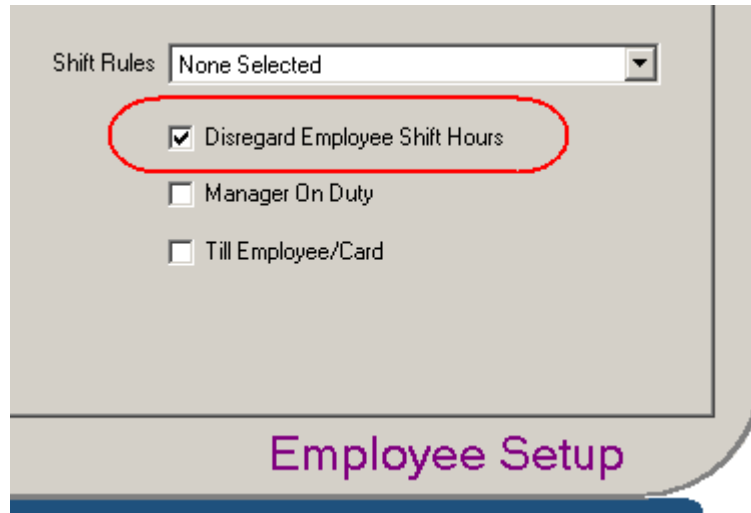 Shift Rules None Selected
Disregard Employee Shift Hours
Manager On Duty
Till Employee/Card
Employee Setup